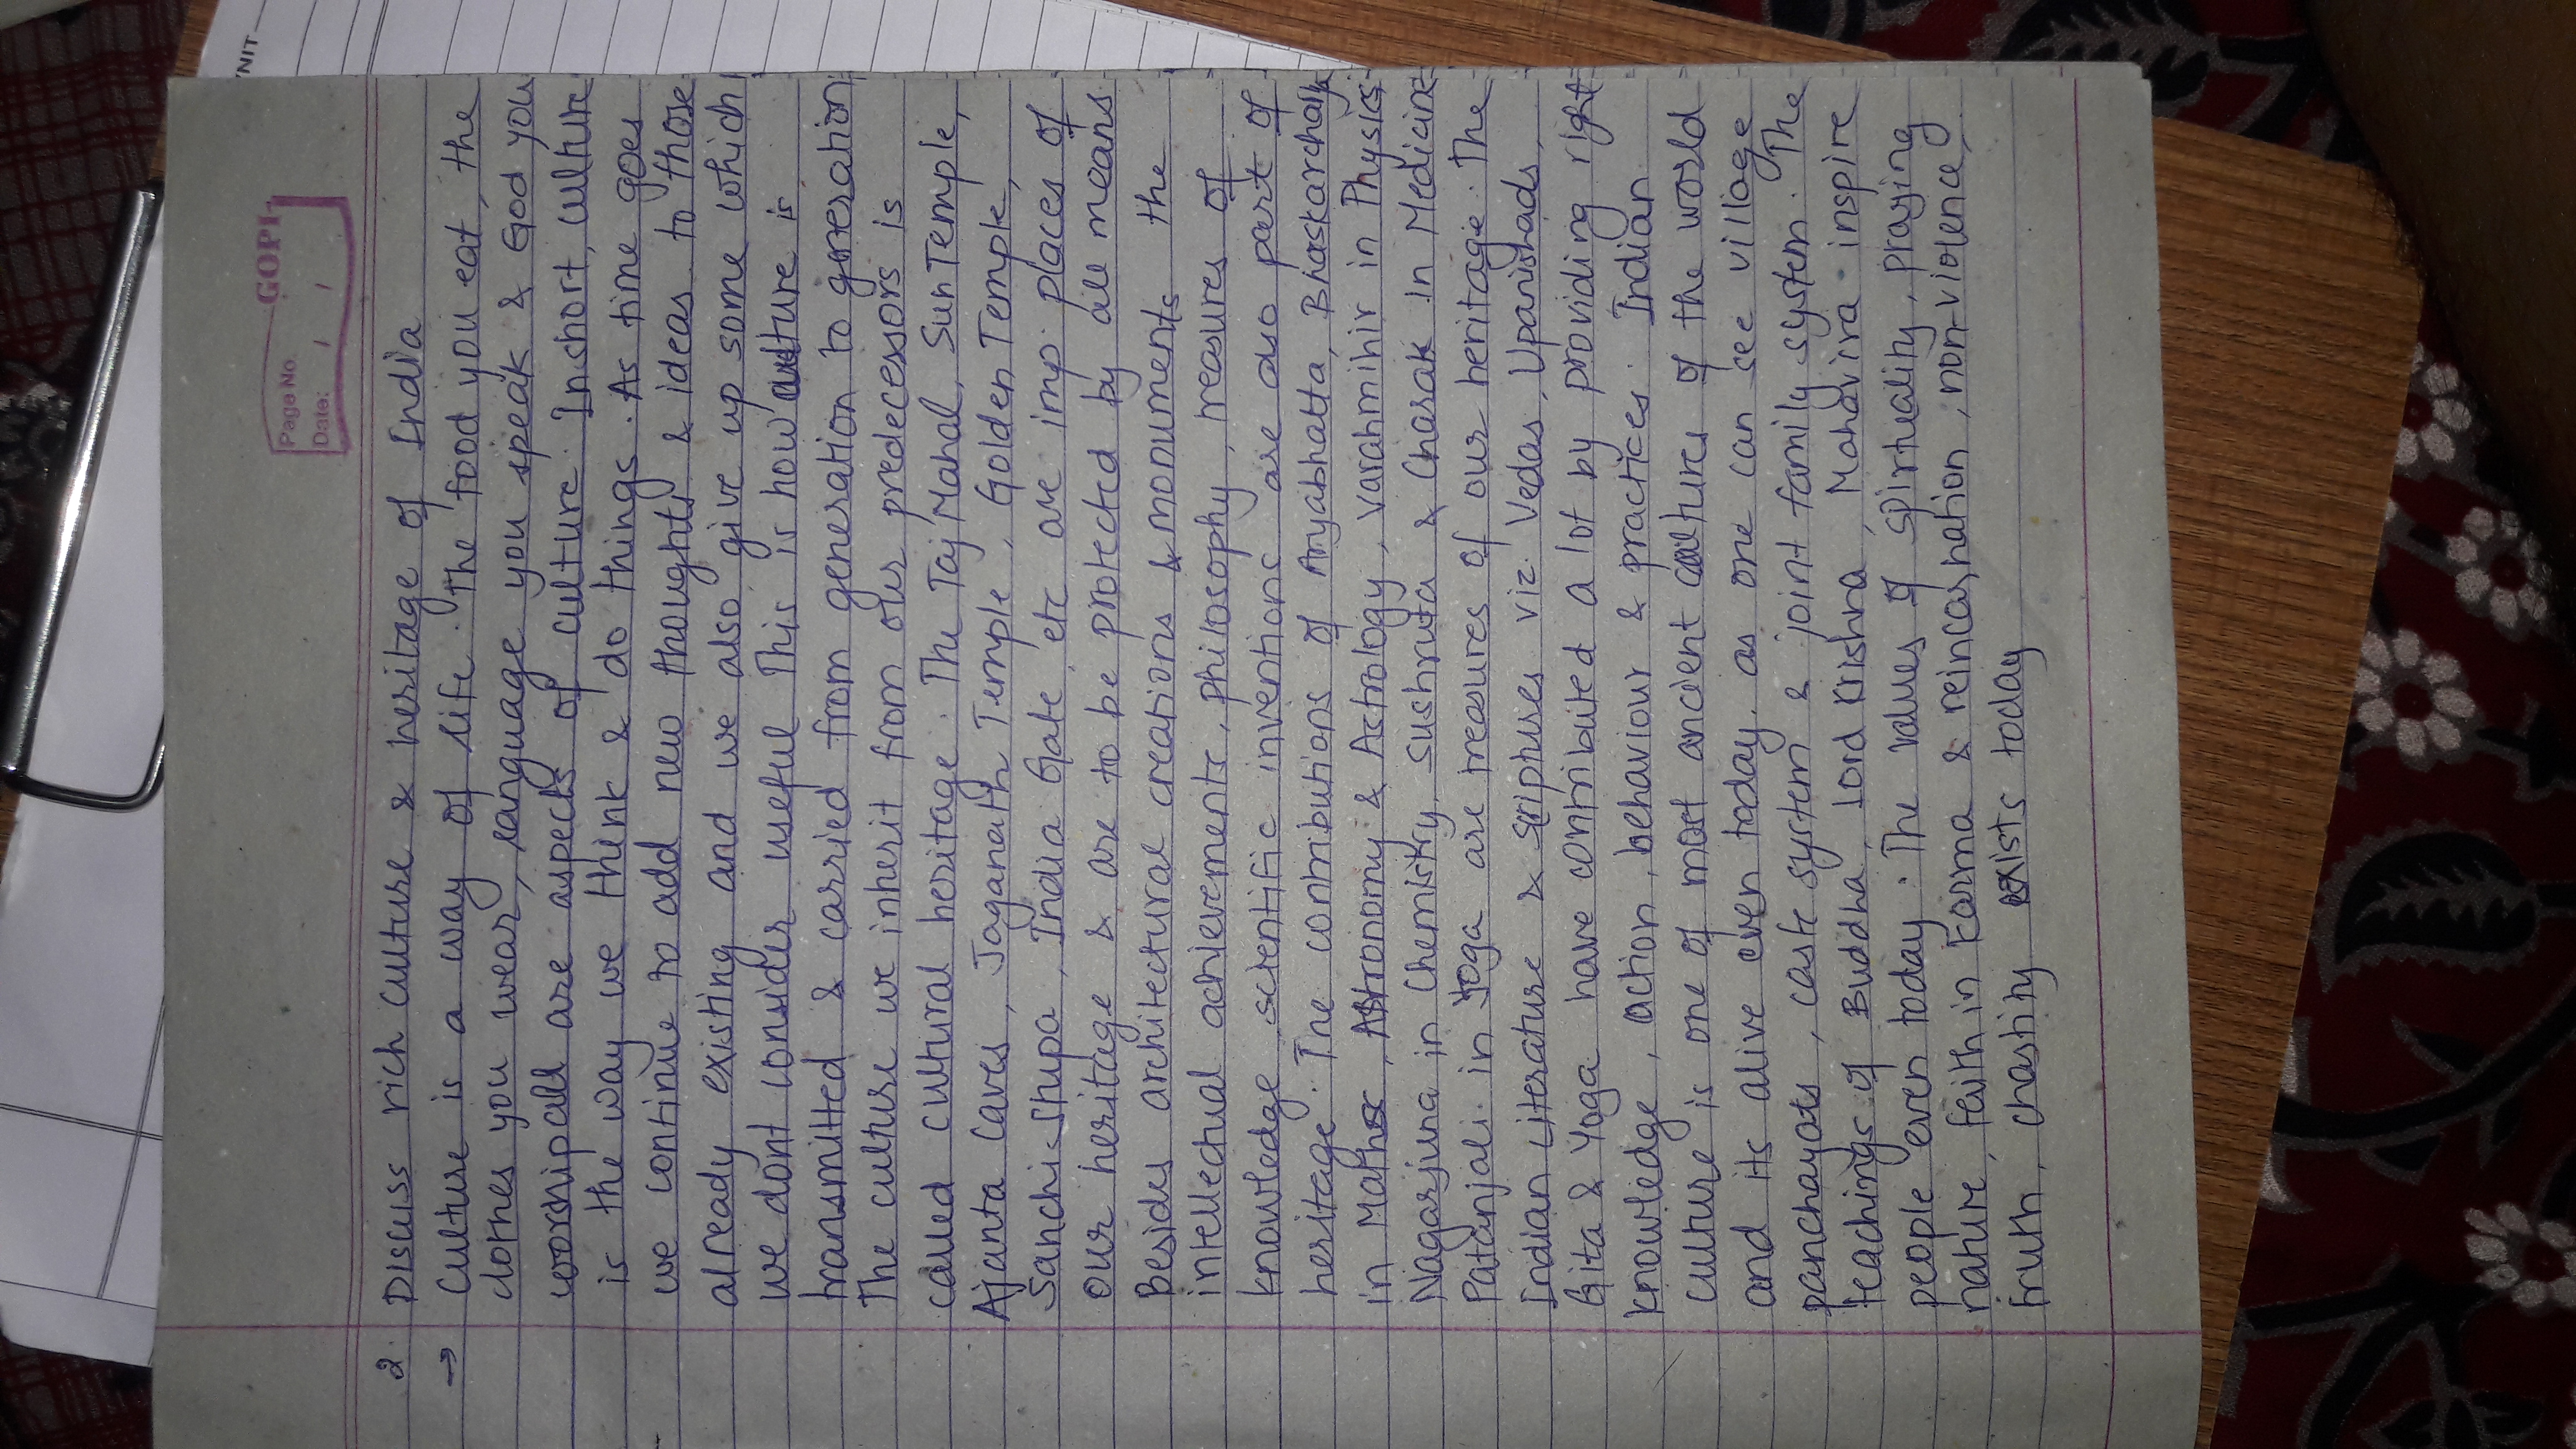 GOPI
Page No.
Date: / /
YNIT
2. Discuss rich culture & heritage of India
→ Culture is a way of life. The food you eat, the
clothes you wear, language you speak & God you
worship all are aspects of culture. In short, culture
is the way we think & do things. As time goes
we continue to add new thoughts & ideas to those
already existing and we also give up some which
we dont consider useful This is how culture is
transmitted & carried from generation to generation.
The culture we inherit from our predecessors is
called cultural heritage. The Taj Mahal, Sun Temple,
Ajanta Caves, Jaganath Temple, Golden Temple,
Sanchi-Stupa, India Gate, etc are imp. places of
our heritage & are to be protected by all means.
Besides architectural creations & monuments the
intellectual achievements, philosophy, treasures of
knowledge, scientific inventions are also part of
heritage. The contributions of Aryabhatta, Bhaskarcharya
in Maths, Astronomy & Astrology, Varahmihir in Physics,
Nagarjuna in Chemistry, Sushruta & Charak in Medicine
Patanjali in Yoga are treasures of our heritage. The
Indian Literature & Scriptures viz. Vedas, Upanishads,
Gita & Yoga have contributed a lot by providing right
knowledge, action, behaviour & practices. Indian
culture is one of most ancient cultures of the world
and its alive even today. as one can see village
panchayats, caste system & joint family system. The
teachings of Buddha, Lord Krishna, Mahavira inspire
people even today. The values of spirtuality, praying
nature, faith in Karma & reincarnation, non-violence,
truth, chastity exists today